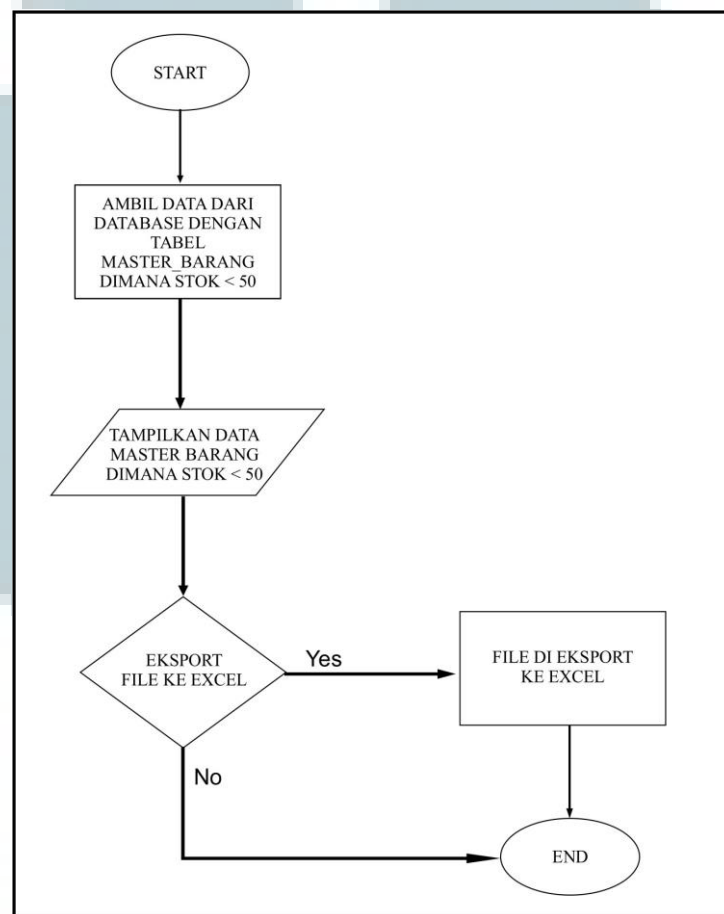 START
AMBIL DATA DARI
DATABASE DENGAN
TABEL
MASTER_BARANG
DIMANA STOK < 50
TAMPILKAN DATA
MASTER BARANG
DIMANA STOK < 50
EKSPORT
FILE KE EXCEL
Yes
FILE DI EKSPORT
KE EXCEL
No
END